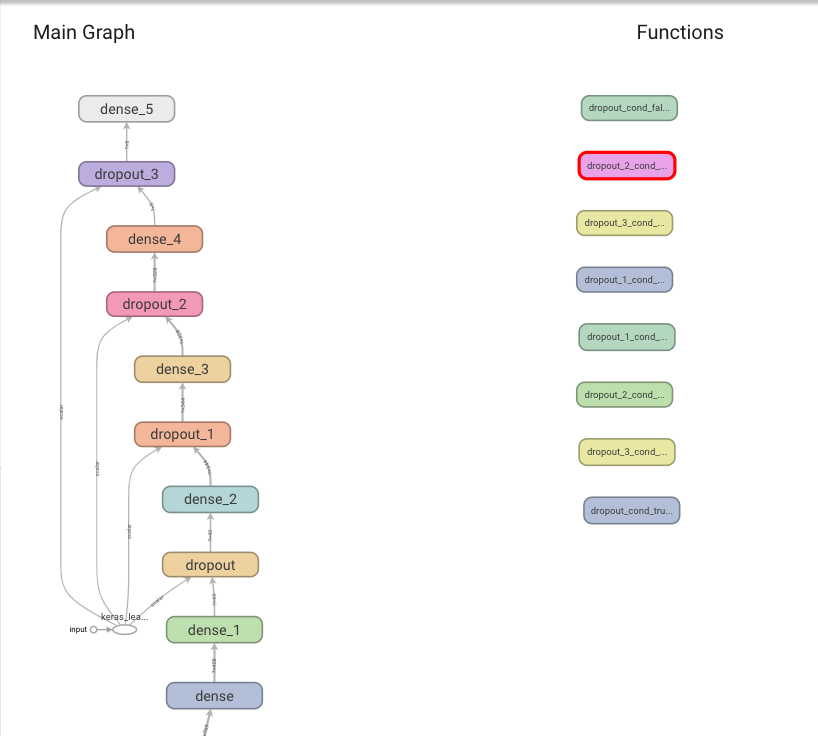 Main Graph
Functions
dense_5
dropout_3
dense_4
dropout_2
dense_3
dropout_1
dense_2
dropout
keras_lea...
input
dense_1
dense
scalar
scalar
scalar
scalar
dropout_cond_fal...
dropout_2_cond_...
dropout_3_cond_...
dropout_1_cond_...
dropout_1_cond_...
dropout_2_cond_...
dropout_3_cond_...
dropout_cond_tru...